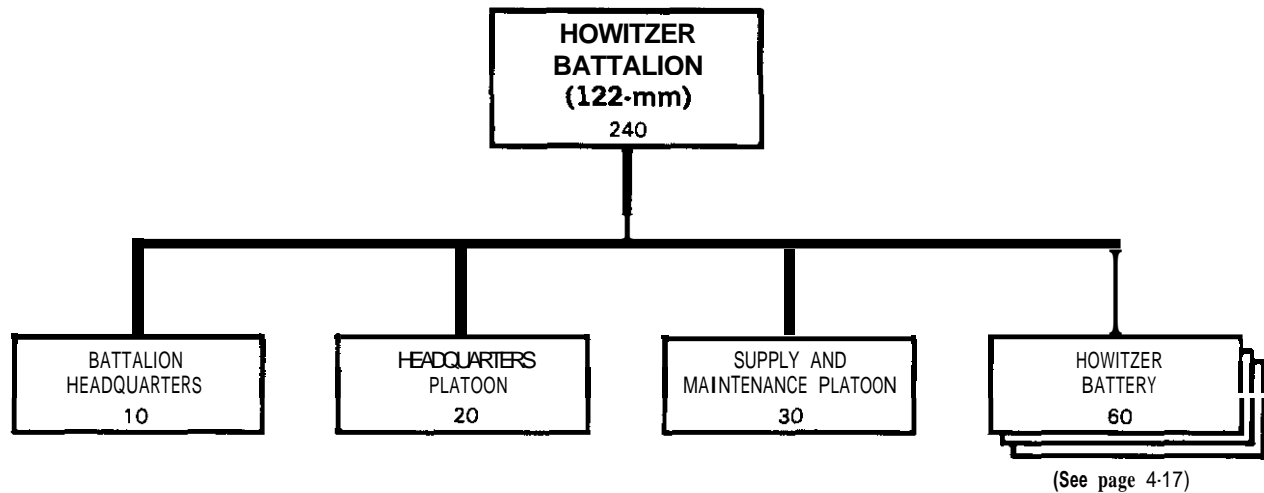 HOWITZER
BATTALION
(122-mm)
240
BATTALION
HEADQUARTERS
10
HEADQUARTERS
PLATOON
20
SUPPLY AND
MAINTENANCE PLATOON
30
HOWITZER
BATTERY
60
(See page 4-17)